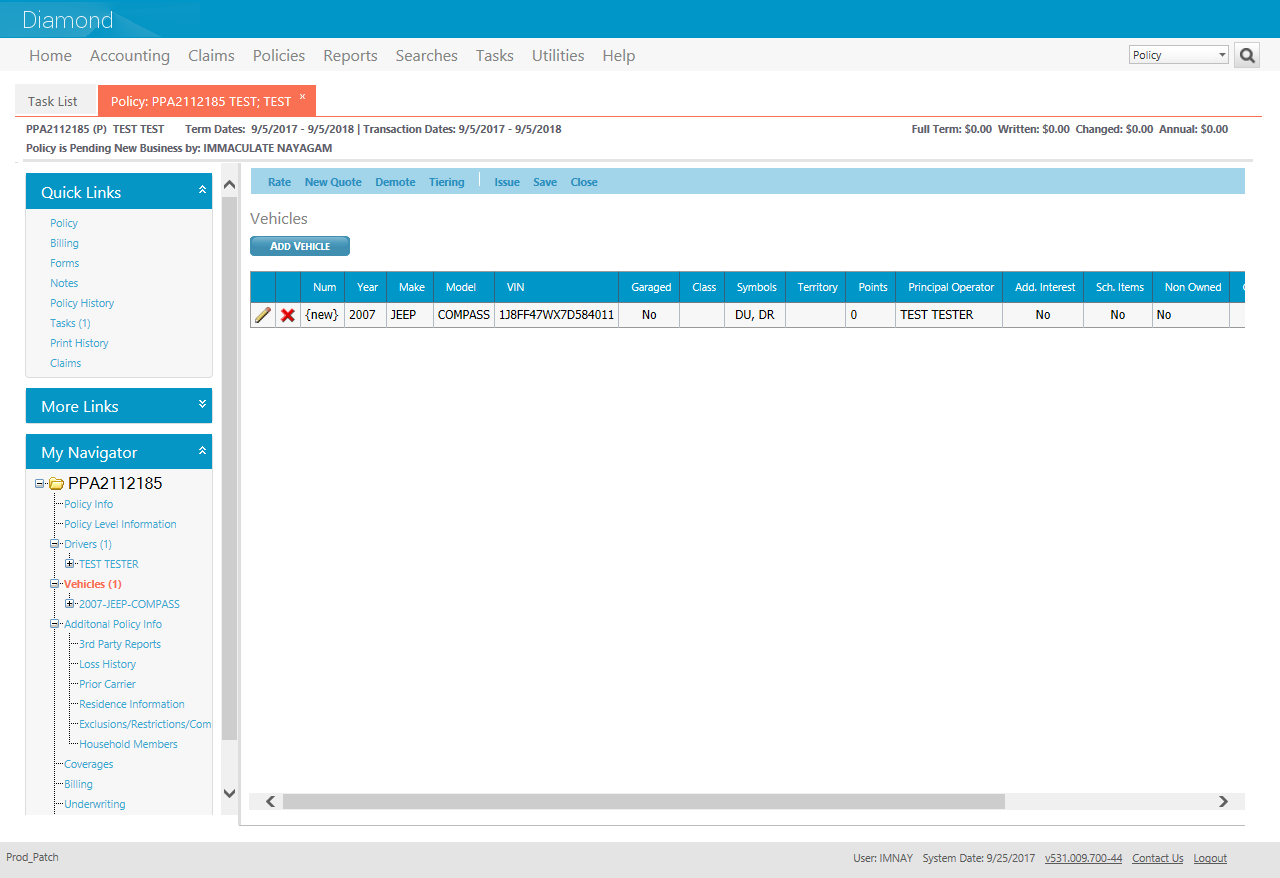 Diamond
Home Accounting Claims Policies Reports Searches Tasks Utilities Help Policy
Task List Policy: PPA2112185 TEST; TEST x
PPA2112185 (P) TEST TEST Term Dates: 9/5/2017 - 9/5/2018 | Transaction Dates: 9/5/2017 - 9/5/2018 Full Term: $0.00 Written: $0.00 Changed: $0.00 Annual: $0.00
Policy is Pending New Business by: IMMACULATE NAYAGAM
Quick Links
Policy
Billing
Forms
Notes
Policy History
Tasks (1)
Print History
Claims
More Links
My Navigator
PPA2112185
Policy Info
Policy Level Information
Drivers (1)
TEST TESTER
Vehicles (1)
2007-JEEP-COMPASS
Additonal Policy Info
3rd Party Reports
Loss History
Prior Carrier
Residence Information
Exclusions/Restrictions/Com
Household Members
Coverages
Billing
Underwriting
Rate New Quote Demote Tiering Issue Save Close
Vehicles
ADD VEHICLE
Num Year Make Model VIN Garaged Class Symbols Territory Points Principal Operator Add. Interest Sch. Items Non Owned
{new} 2007 JEEP COMPASS 1J8FF47WX7D584011 No DU, DR 0 TEST TESTER No No No
Prod_Patch User: IMNAY System Date: 9/25/2017 v531.009.700-44 Contact Us Logout